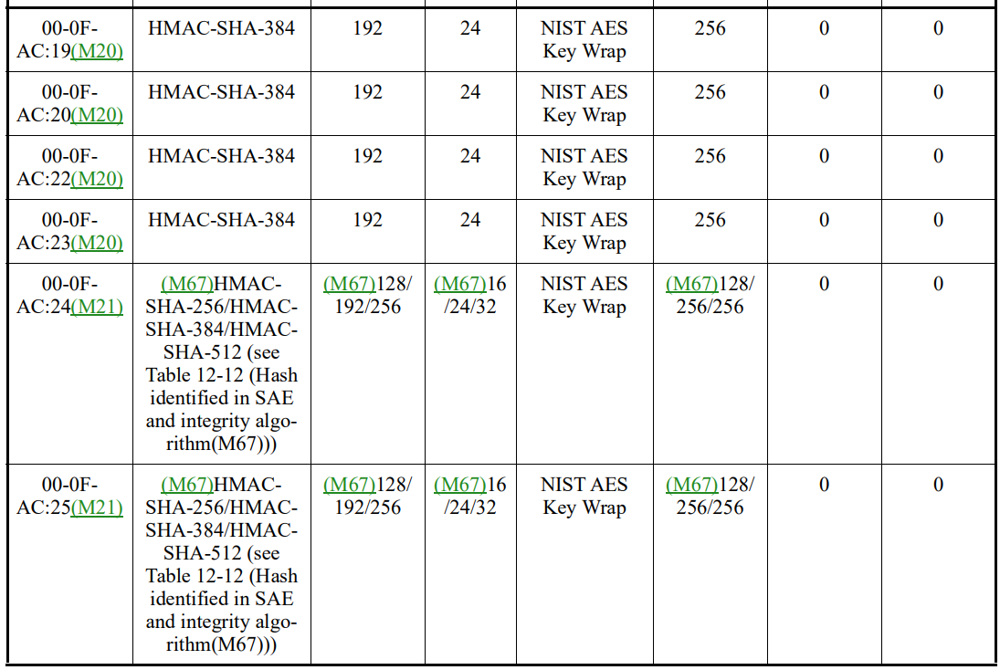 00-0F- HMAC-SHA-384 192 24 NIST AES 256 0 0
AC:19(M20) Key Wrap
00-0F- HMAC-SHA-384 192 24 NIST AES 256 0 0
AC:20(M20) Key Wrap
00-0F- HMAC-SHA-384 192 24 NIST AES 256 0 0
AC:22(M20) Key Wrap
00-0F- HMAC-SHA-384 192 24 NIST AES 256 0 0
AC:23(M20) Key Wrap
00-0F- (M67)HMAC- (M67)128/ (M67)16 NIST AES (M67)128/ 0 0
AC:24(M21) SHA-256/HMAC- 192/256 /24/32 Key Wrap 256/256
SHA-384/HMAC-
SHA-512 (see
Table 12-12 (Hash
identified in SAE
and integrity algo-
rithm(M67)))
00-0F- (M67)HMAC- (M67)128/ (M67)16 NIST AES (M67)128/ 0 0
AC:25(M21) SHA-256/HMAC- 192/256 /24/32 Key Wrap 256/256
SHA-384/HMAC-
SHA-512 (see
Table 12-12 (Hash
identified in SAE
and integrity algo-
rithm(M67)))